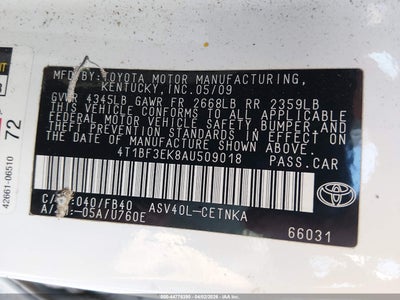 MFD.BY:TOYOTA MOTOR MANUFACTURING,
KENTUCKY,INC.05/09
GVWR 4345LB GAWR FR 2668LB RR 2359LB
THIS VEHICLE CONFORMS TO ALL APPLICABLE
FEDERAL MOTOR VEHICLE SAFETY, BUMPER,
AND THEFT PREVENTION STANDARDS IN EFFECT ON
THE DATE OF MANUFACTURE SHOWN ABOVE.
4T1BF3EK8AU509018 PASS.CAR
040/FB40 ASV40L-CETNKA
-05A/U760E
TOYOTA
66031
42661-06510
72